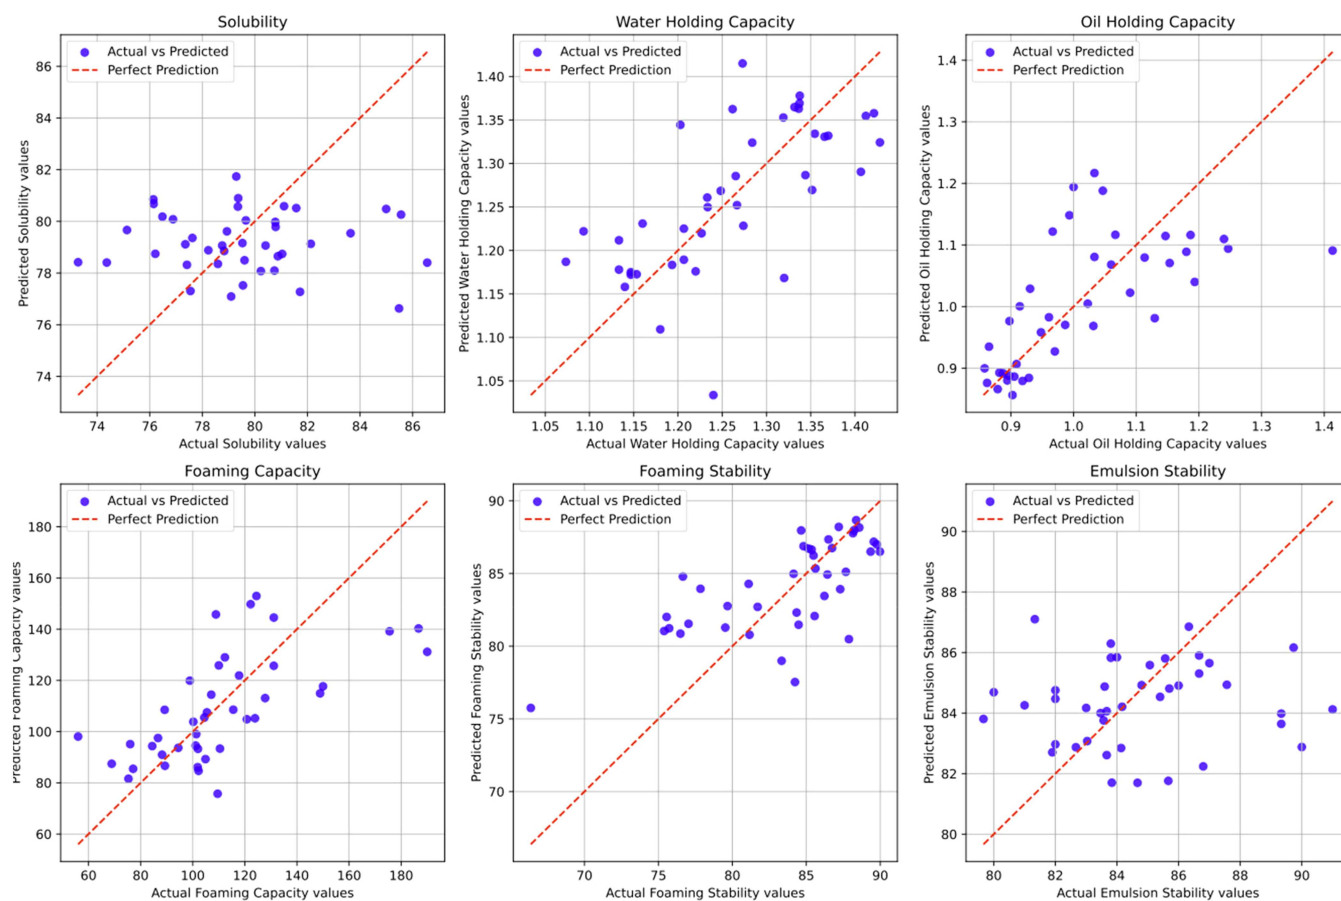 Solubility
Actual vs Predicted
Perfect Prediction
86
84
82
80
78
76
74
Predicted Solubility values
74 76 78 80 82 84 86
Actual Solubility values
Water Holding Capacity
Actual vs Predicted
Perfect Prediction
1.40
1.35
1.30
1.25
1.20
1.15
1.10
1.05
Predicted Water Holding Capacity values
1.05 1.10 1.15 1.20 1.25 1.30 1.35 1.40
Actual Water Holding Capacity values
Oil Holding Capacity
Actual vs Predicted
Perfect Prediction
1.4
1.3
1.2
1.1
1.0
0.9
Predicted Oil Holding Capacity values
0.9 1.0 1.1 1.2 1.3 1.4
Actual Oil Holding Capacity values
Foaming Capacity
Actual vs Predicted
Perfect Prediction
180
160
140
120
100
80
60
Predicted Foaming Capacity values
60 80 100 120 140 160 180
Actual Foaming Capacity values
Foaming Stability
Actual vs Predicted
Perfect Prediction
90
85
80
75
70
Predicted Foaming Stability values
70 75 80 85 90
Actual Foaming Stability values
Emulsion Stability
Actual vs Predicted
Perfect Prediction
90
88
86
84
82
80
Predicted Emulsion Stability values
80 82 84 86 88 90
Actual Emulsion Stability values